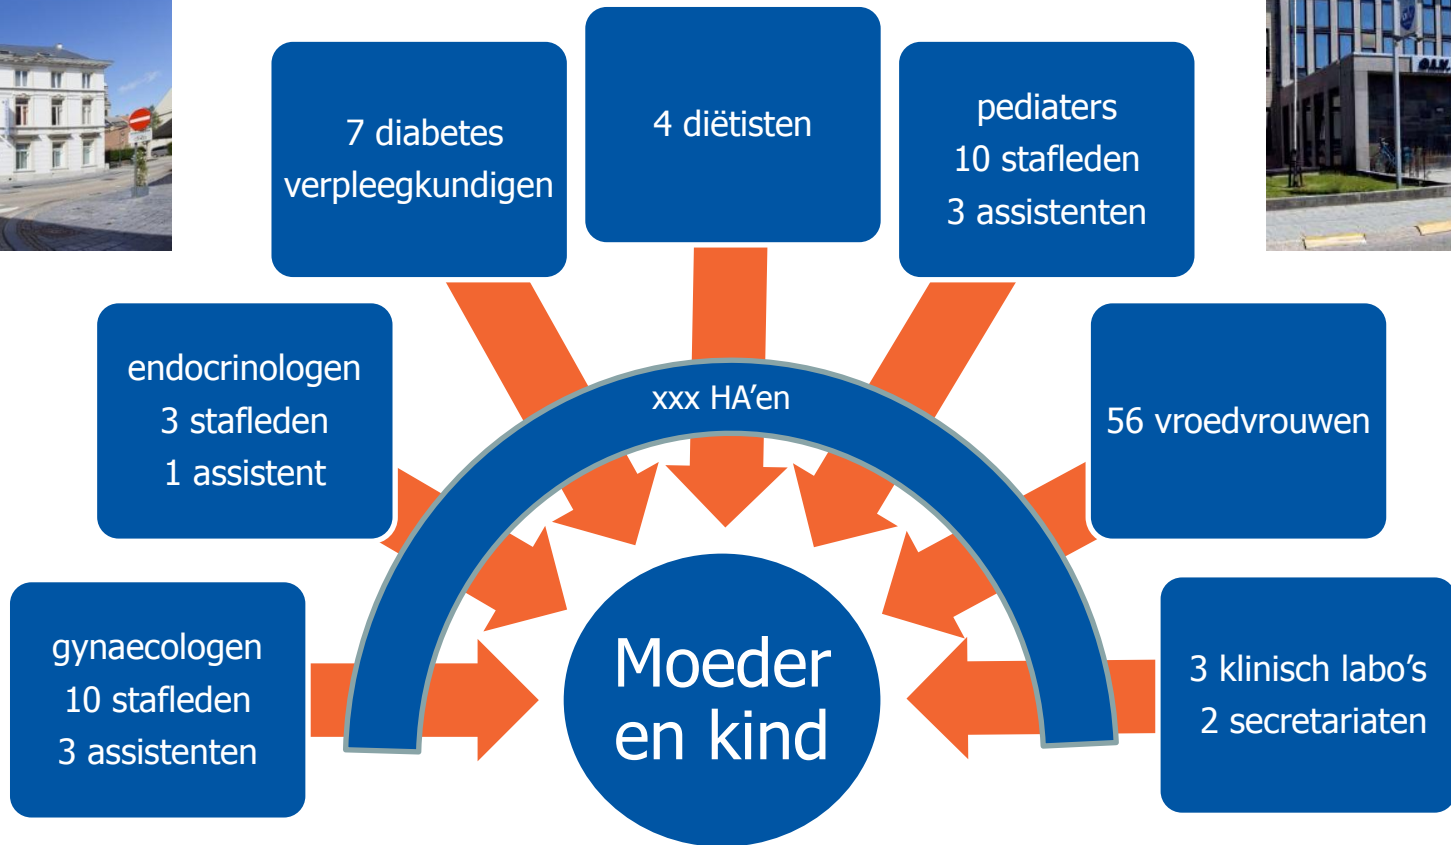 7 diabetes
verpleegkundigen
4 diëtisten
pediaters
10 stafleden
3 assistenten
endocrinologen
3 stafleden
1 assistent
xxx HA’en
56 vroedvrouwen
gynaecologen
10 stafleden
3 assistenten
Moeder
en kind
3 klinisch labo’s
2 secretariaten
O.L.V.